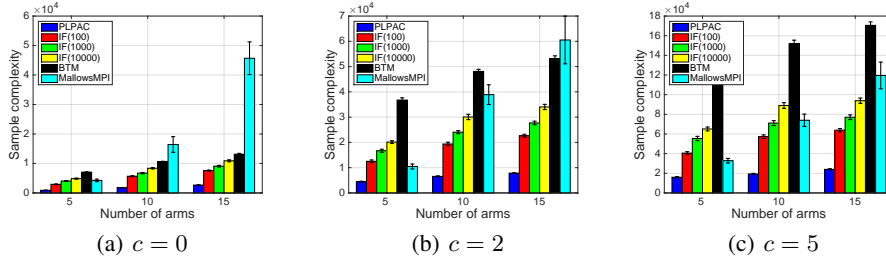 ×10⁴
Sample complexity
6
5
4
3
2
1
0
PLPAC
IF(100)
IF(1000)
IF(10000)
BTM
MallowsMPI
5 10 15
Number of arms
(a) c = 0
×10⁴
Sample complexity
7
6
5
4
3
2
1
0
PLPAC
IF(100)
IF(1000)
IF(10000)
BTM
MallowsMPI
5 10 15
Number of arms
(b) c = 2
×10⁴
Sample complexity
18
16
14
12
10
8
6
4
2
0
PLPAC
IF(100)
IF(1000)
IF(10000)
BTM
MallowsMPI
5 10 15
Number of arms
(c) c = 5